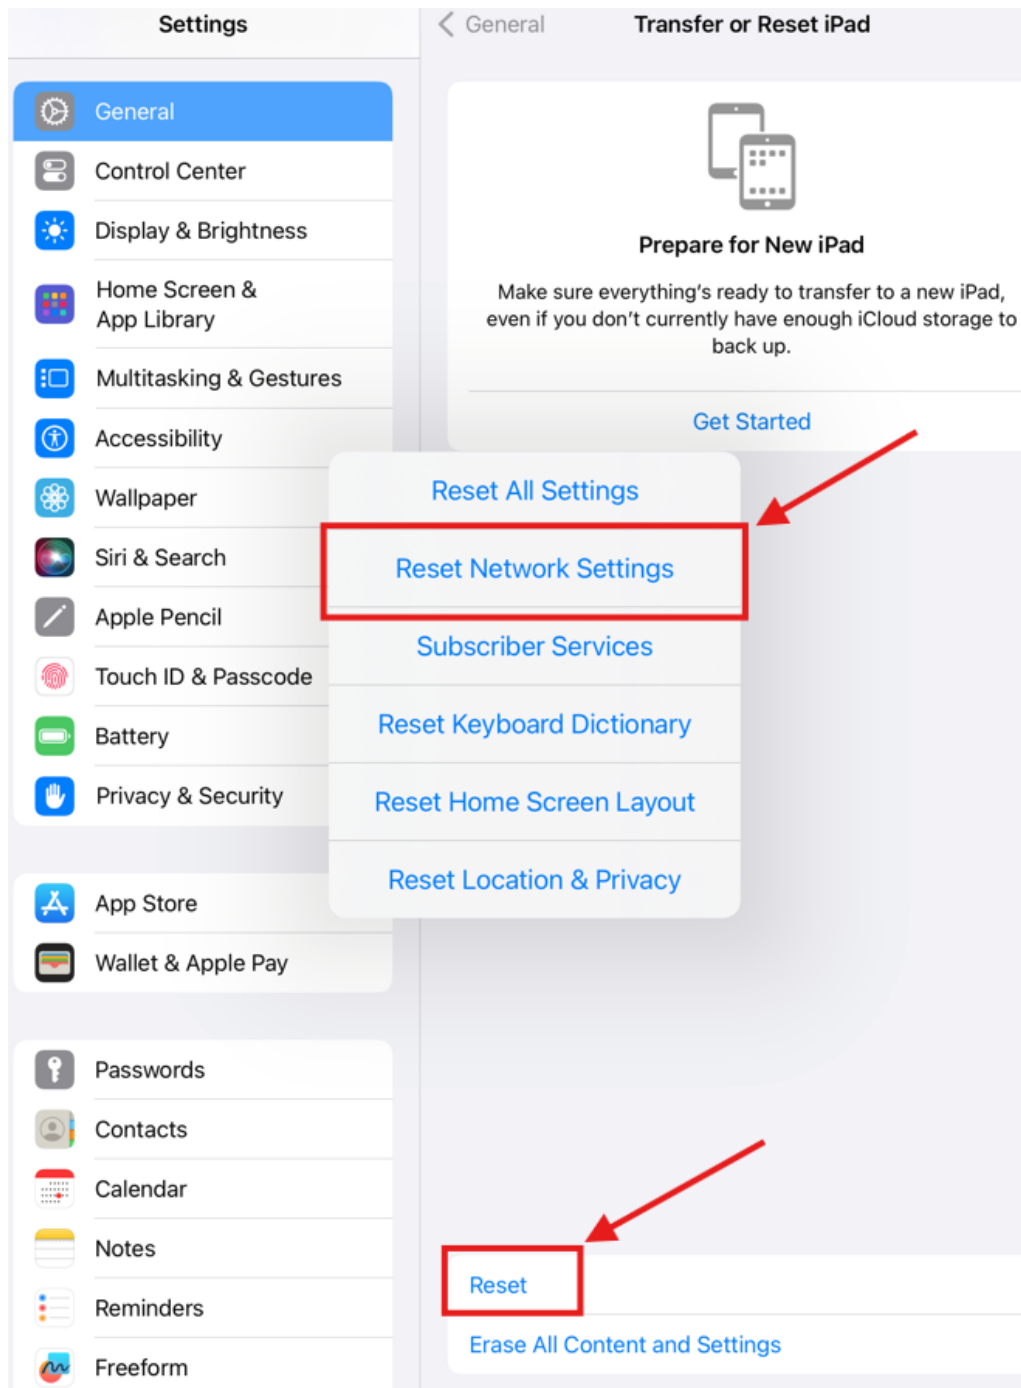 Settings
General
Control Center
Display & Brightness
Home Screen &
App Library
Multitasking & Gestures
Accessibility
Wallpaper
Siri & Search
Apple Pencil
Touch ID & Passcode
Battery
Privacy & Security
App Store
Wallet & Apple Pay
Passwords
Contacts
Calendar
Notes
Reminders
Freeform
General
Transfer or Reset iPad
Prepare for New iPad
Make sure everything's ready to transfer to a new iPad,
even if you don't currently have enough iCloud storage to
back up.
Get Started
Reset All Settings
Reset Network Settings
Subscriber Services
Reset Keyboard Dictionary
Reset Home Screen Layout
Reset Location & Privacy
Reset
Erase All Content and Settings